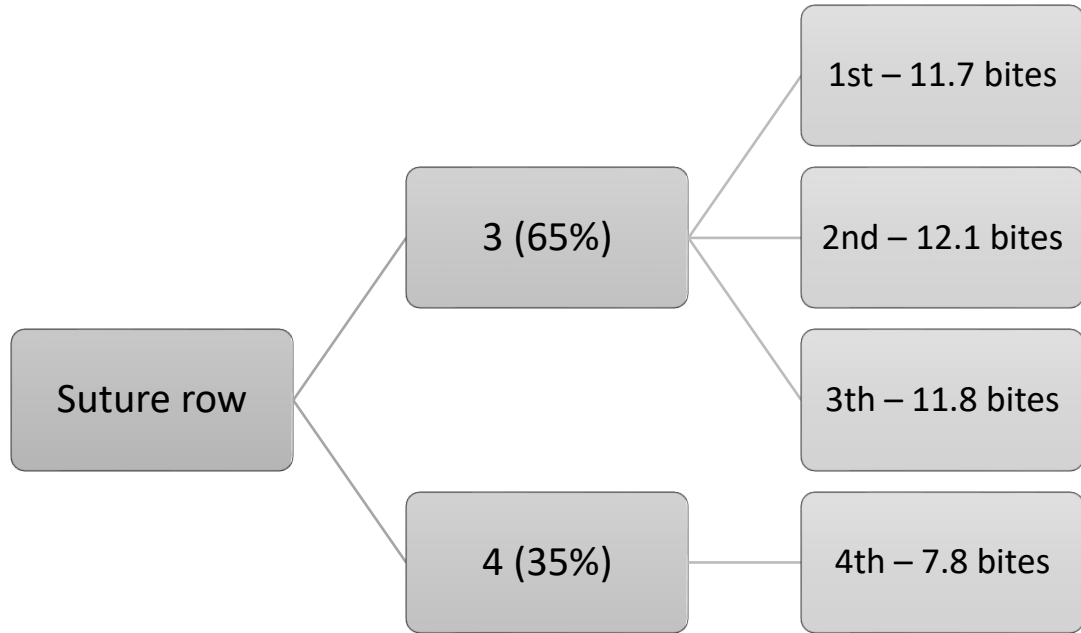 Suture row
3 (65%)
1st – 11.7 bites
2nd – 12.1 bites
3th – 11.8 bites
4 (35%)
4th – 7.8 bites